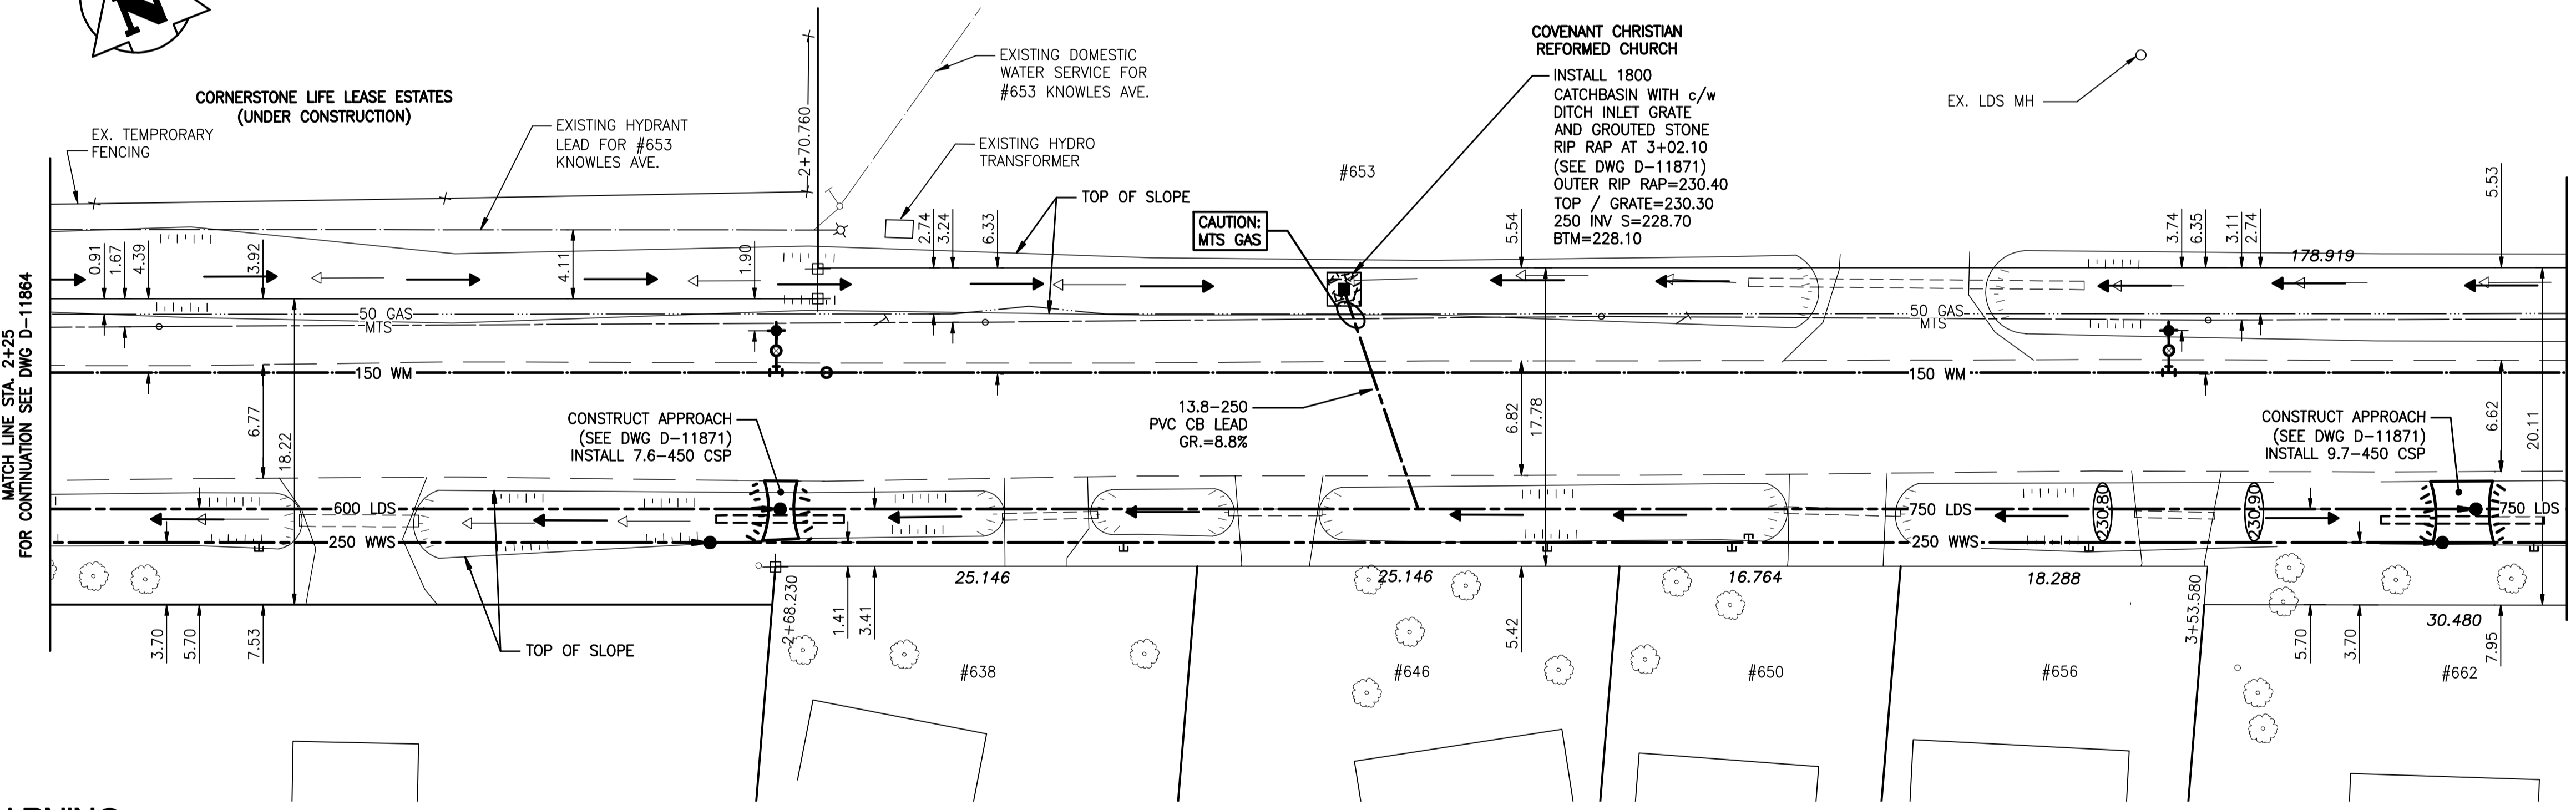 N
CORNERSTONE LIFE LEASE ESTATES
(UNDER CONSTRUCTION)
EX. TEMPRORARY
FENCING
EXISTING HYDRANT
LEAD FOR #653
KNOWLES AVE.
2+70.760
EXISTING DOMESTIC
WATER SERVICE FOR
#653 KNOWLES AVE.
EXISTING HYDRO
TRANSFORMER
TOP OF SLOPE
CAUTION:
MTS GAS
#653
COVENANT CHRISTIAN
REFORMED CHURCH
INSTALL 1800
CATCHBASIN WITH c/w
DITCH INLET GRATE
AND GROUTED STONE
RIP RAP AT 3+02.10
(SEE DWG D-11871)
OUTER RIP RAP=230.40
TOP / GRATE=230.30
250 INV S=228.70
BTM=228.10
EX. LDS MH
5.53
0.91
1.67
4.39
3.92
4.11
1.90
2.74
3.24
6.33
5.54
3.74
6.35
3.11
2.74
178.919
50 GAS
MTS
50 GAS
MTS
150 WM
150 WM
MATCH LINE STA. 2+25
FOR CONTINUATION SEE DWG D-11864
6.77
18.22
CONSTRUCT APPROACH
(SEE DWG D-11871)
INSTALL 7.6-450 CSP
13.8-250
PVC CB LEAD
GR.=8.8%
6.82
17.78
CONSTRUCT APPROACH
(SEE DWG D-11871)
INSTALL 9.7-450 CSP
6.62
20.11
600 LDS
750 LDS
230.80
230.90
750 LDS
250 WWS
250 WWS
25.146
25.146
16.764
18.288
3.70
5.70
7.53
2+68.230
1.41
3.41
5.42
3+53.580
5.70
3.70
30.480
7.95
TOP OF SLOPE
#638
#646
#650
#656
#662